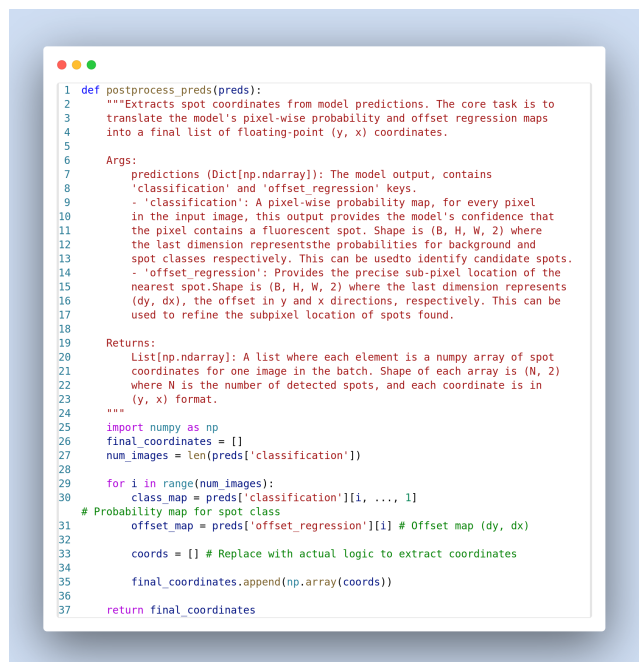 1 def postprocess_preds(preds):
2     """Extracts spot coordinates from model predictions. The core task is to
3     translate the model's pixel-wise probability and offset regression maps
4     into a final list of floating-point (y, x) coordinates.
5
6     Args:
7         predictions (Dict[np.ndarray]): The model output, contains
8         'classification' and 'offset_regression' keys.
9         - 'classification': A pixel-wise probability map, for every pixel
10         in the input image, this output provides the model's confidence that
11         the pixel contains a fluorescent spot. Shape is (B, H, W, 2) where
12         the last dimension representsthe probabilities for background and
13         spot classes respectively. This can be usedto identify candidate spots.
14         - 'offset_regression': Provides the precise sub-pixel location of the
15         nearest spot.Shape is (B, H, W, 2) where the last dimension represents
16         (dy, dx), the offset in y and x directions, respectively. This can be
17         used to refine the subpixel location of spots found.
18
19     Returns:
20         List[np.ndarray]: A list where each element is a numpy array of spot
21         coordinates for one image in the batch. Shape of each array is (N, 2)
22         where N is the number of detected spots, and each coordinate is in
23         (y, x) format.
24     """
25     import numpy as np
26     final_coordinates = []
27     num_images = len(preds['classification'])
28
29     for i in range(num_images):
30         class_map = preds['classification'][i, ..., 1]
# Probability map for spot class
31         offset_map = preds['offset_regression'][i] # Offset map (dy, dx)
32
33         coords = [] # Replace with actual logic to extract coordinates
34
35         final_coordinates.append(np.array(coords))
36
37     return final_coordinates